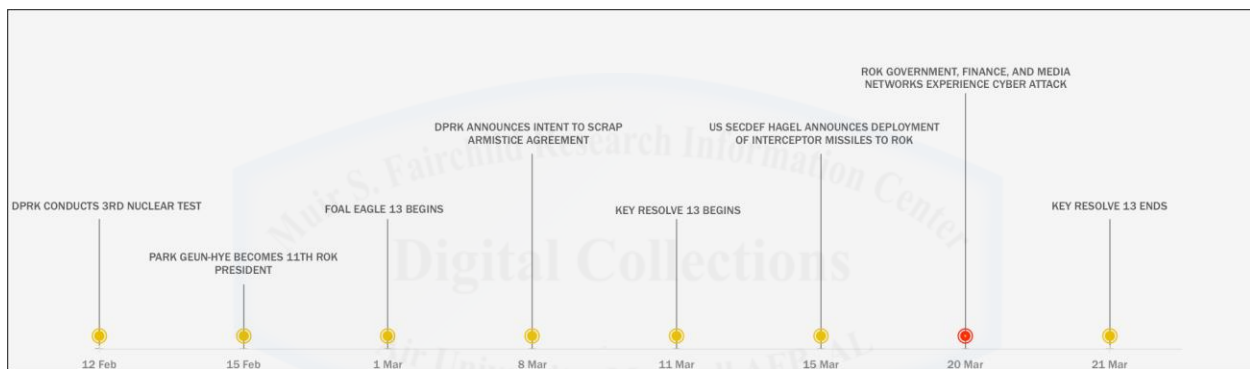 ROK GOVERNMENT, FINANCE, AND MEDIA
NETWORKS EXPERIENCE CYBER ATTACK
DPRK ANNOUNCES INTENT TO SCRAP
ARMISTICE AGREEMENT
US SECDEF HAGEL ANNOUNCES DEPLOYMENT
OF INTERCEPTOR MISSILES TO ROK
DPRK CONDUCTS 3RD NUCLEAR TEST
FOAL EAGLE 13 BEGINS
KEY RESOLVE 13 BEGINS
KEY RESOLVE 13 ENDS
PARK GEUN-HYE BECOMES 11TH ROK
PRESIDENT
Muir S. Fairchild Research Information Center
Digital Collections
12 Feb
15 Feb
1 Mar
8 Mar
11 Mar
15 Mar
20 Mar
21 Mar